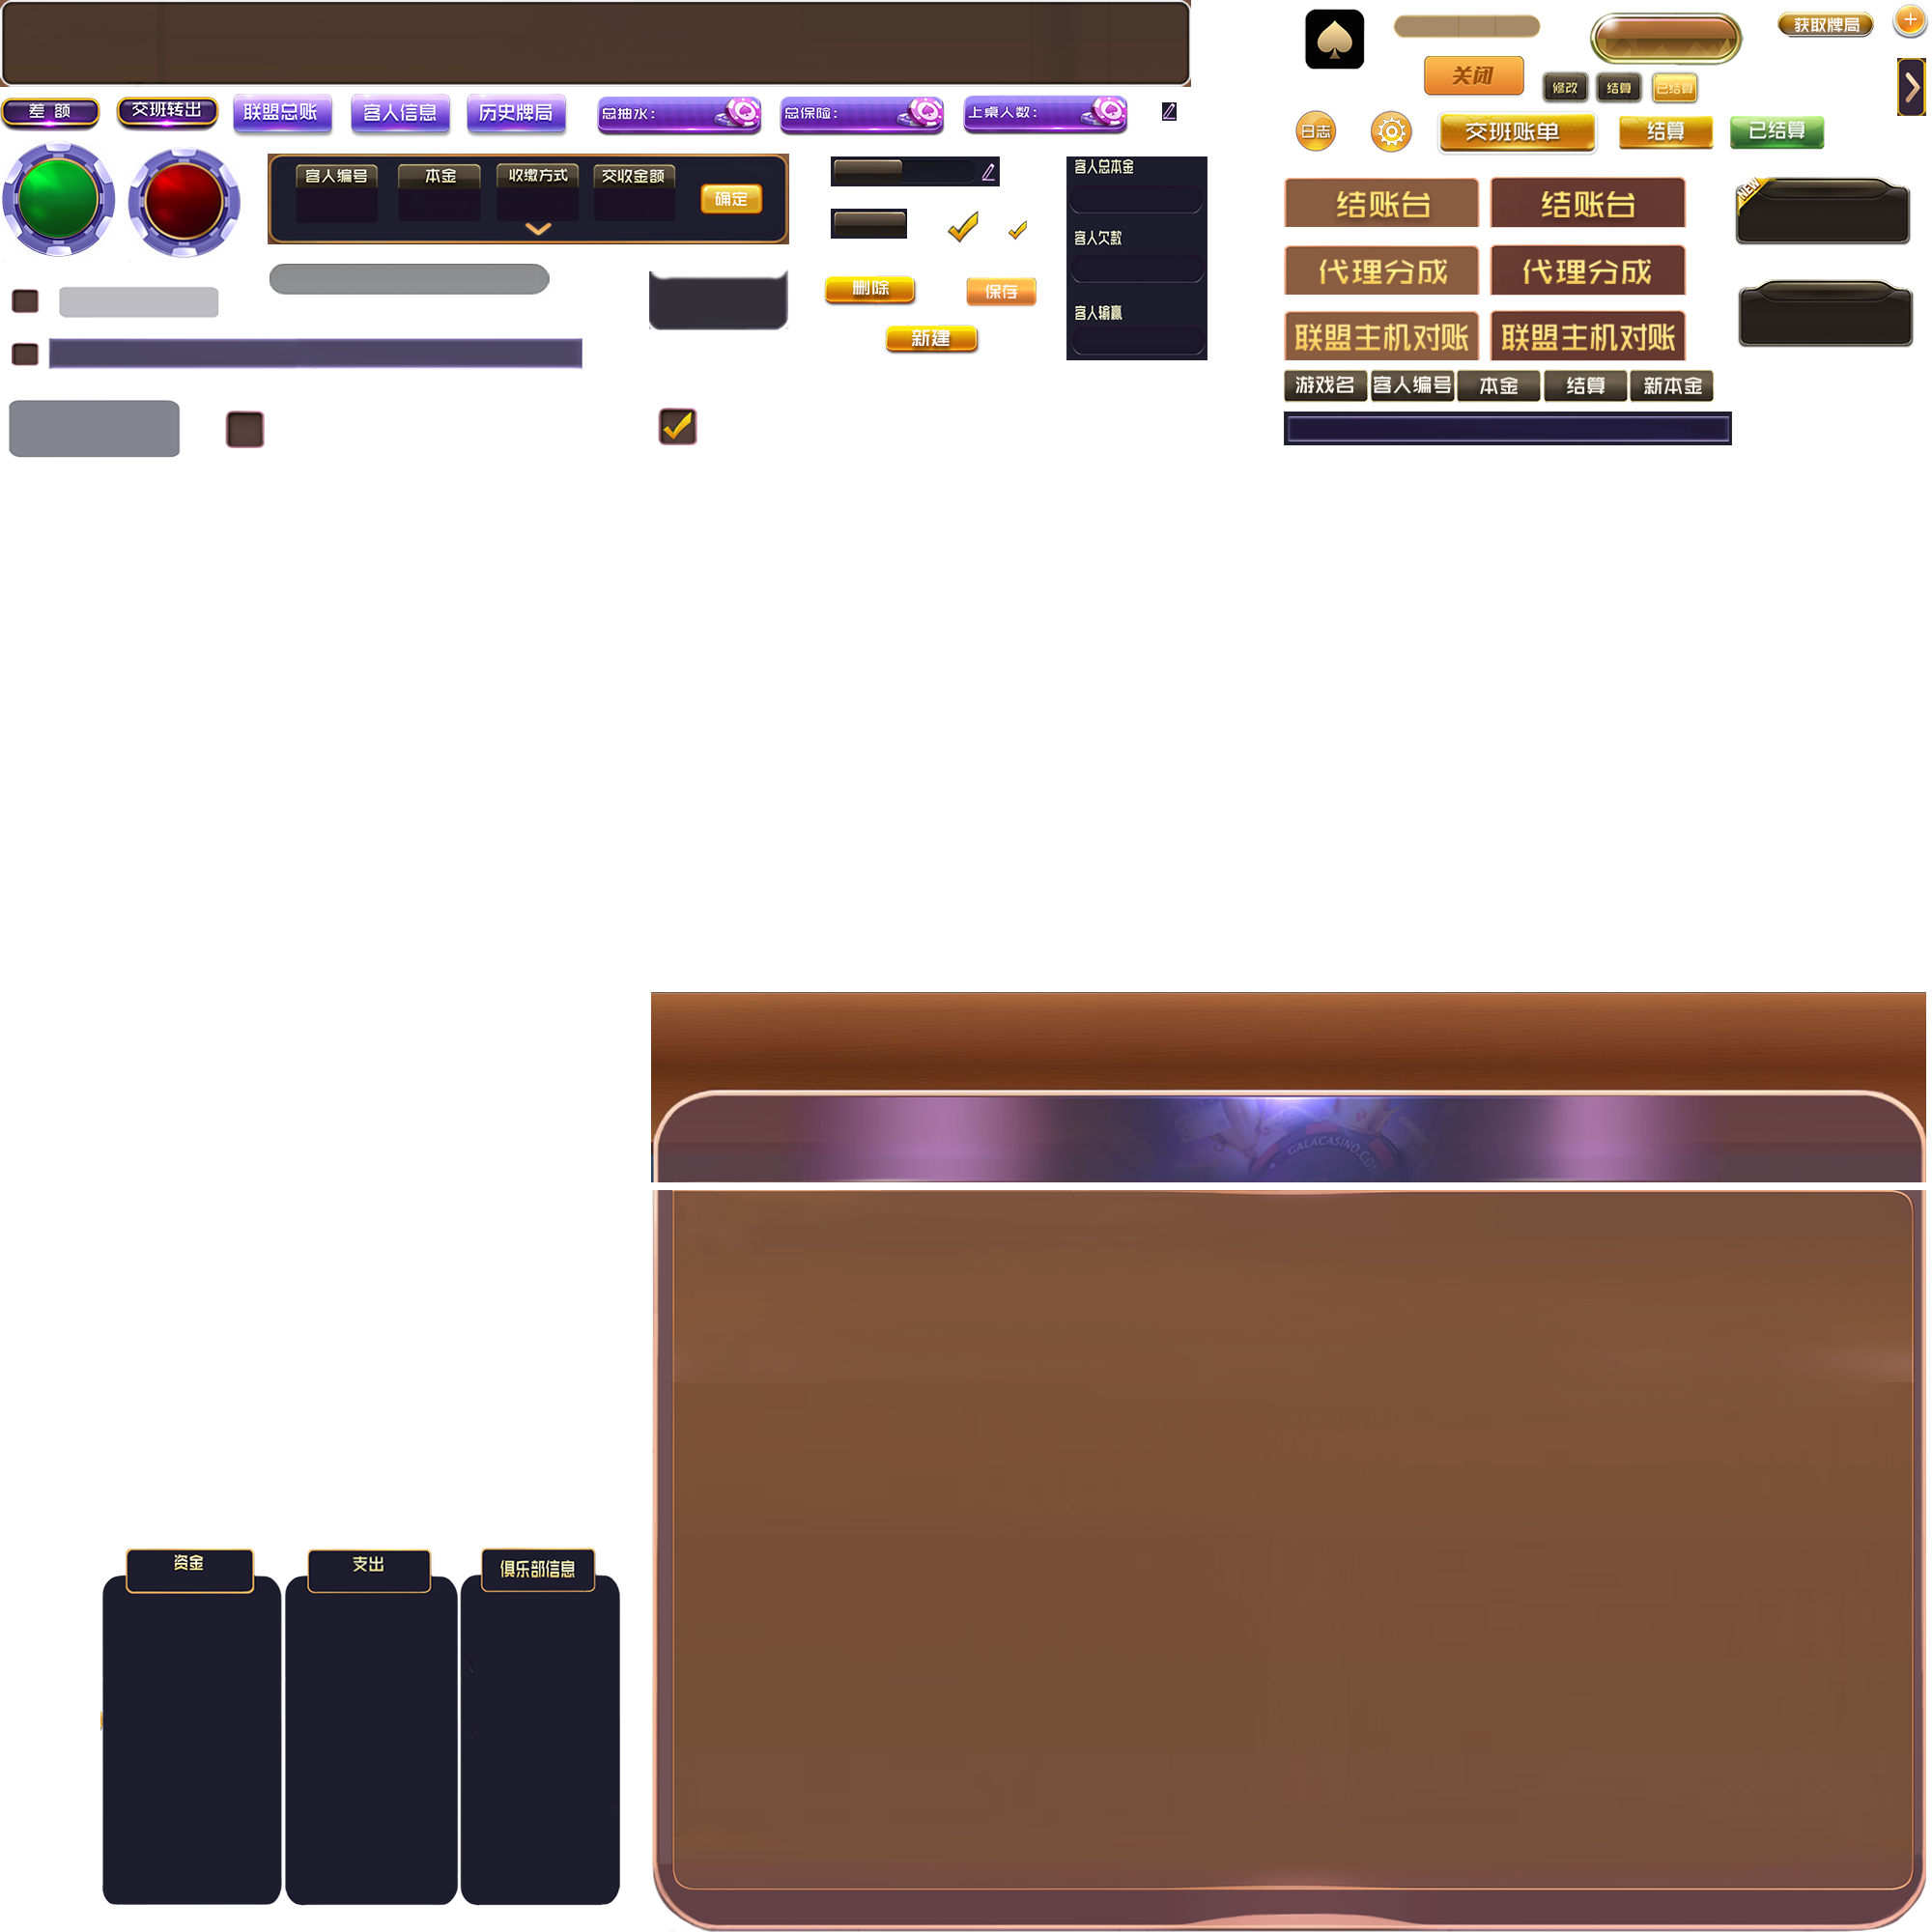 获取牌局
关闭
修改
结算
已结算
差 额
交班转出
联盟总账
客人信息
历史牌局
总抽水：
总保险：
上桌人数：
日志
交班账单
结算
已结算
客人编号
本金
收缴方式
交收金额
确定
客人总本金
客人欠款
客人输赢
结账台
结账台
NEW
代理分成
代理分成
删除
保存
新建
联盟主机对账
联盟主机对账
游戏名
客人编号
本金
结算
新本金
GALACASINO.COM
资金
支出
俱乐部信息